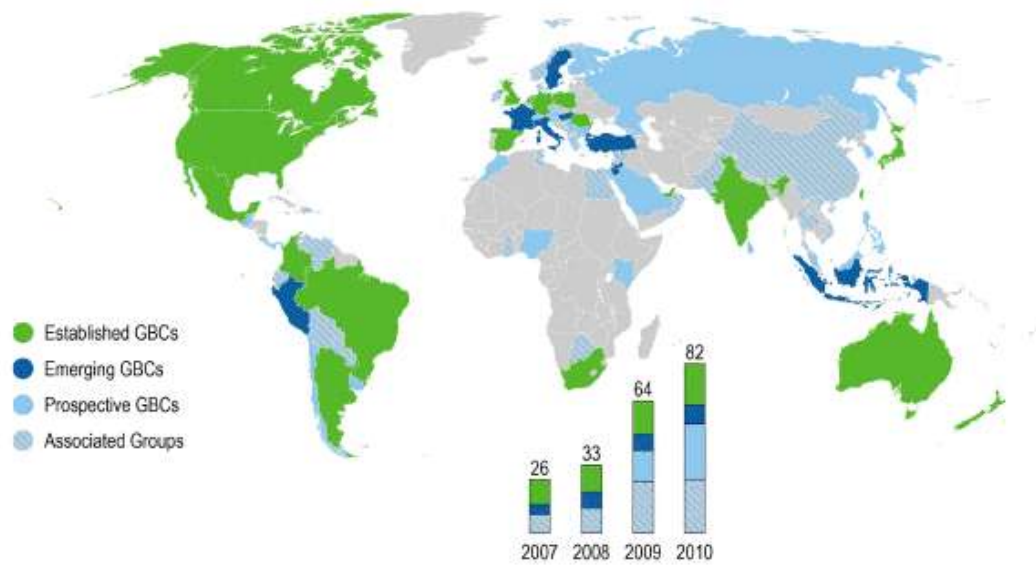 Established GBCs
Emerging GBCs
Prospective GBCs
Associated Groups
26
33
64
82
2007
2008
2009
2010